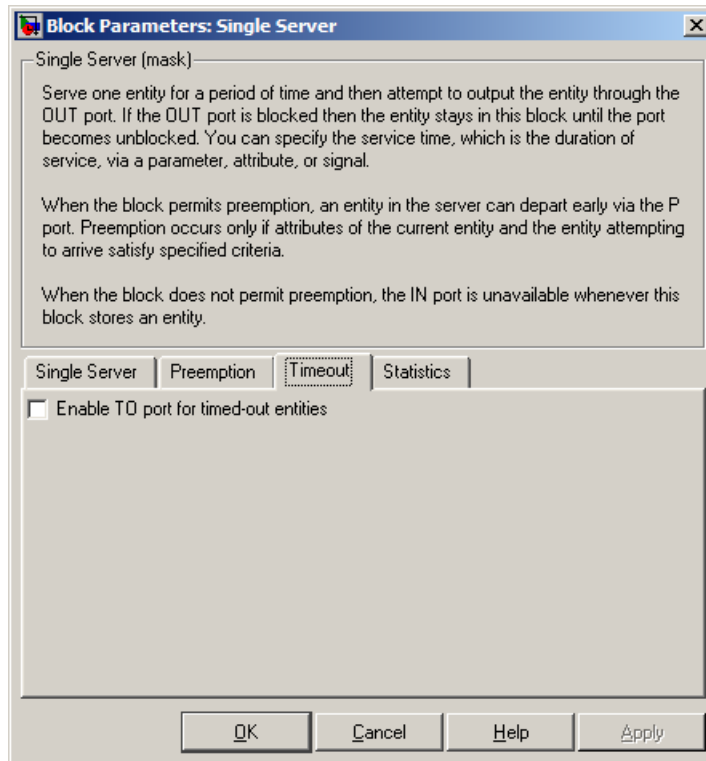 Block Parameters: Single Server
Single Server (mask)
Serve one entity for a period of time and then attempt to output the entity through the
OUT port. If the OUT port is blocked then the entity stays in this block until the port
becomes unblocked. You can specify the service time, which is the duration of
service, via a parameter, attribute, or signal.
When the block permits preemption, an entity in the server can depart early via the P
port. Preemption occurs only if attributes of the current entity and the entity attempting
to arrive satisfy specified criteria.
When the block does not permit preemption, the IN port is unavailable whenever this
block stores an entity.
Single Server Preemption Timeout Statistics
Enable TO port for timed-out entities
OK Cancel Help Apply